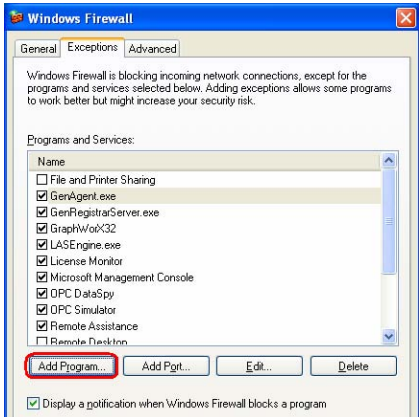 Windows Firewall
General Exceptions Advanced
Windows Firewall is blocking incoming network connections, except for the
programs and services selected below. Adding exceptions allows some programs
to work better but might increase your security risk.
Programs and Services:
Name
File and Printer Sharing
GenAgent.exe
GenRegistrarServer.exe
GraphWorX32
LASEngine.exe
License Monitor
Microsoft Management Console
OPC DataSpy
OPC Simulator
Remote Assistance
Remote Desktop
Add Program... Add Port... Edit... Delete
Display a notification when Windows Firewall blocks a program